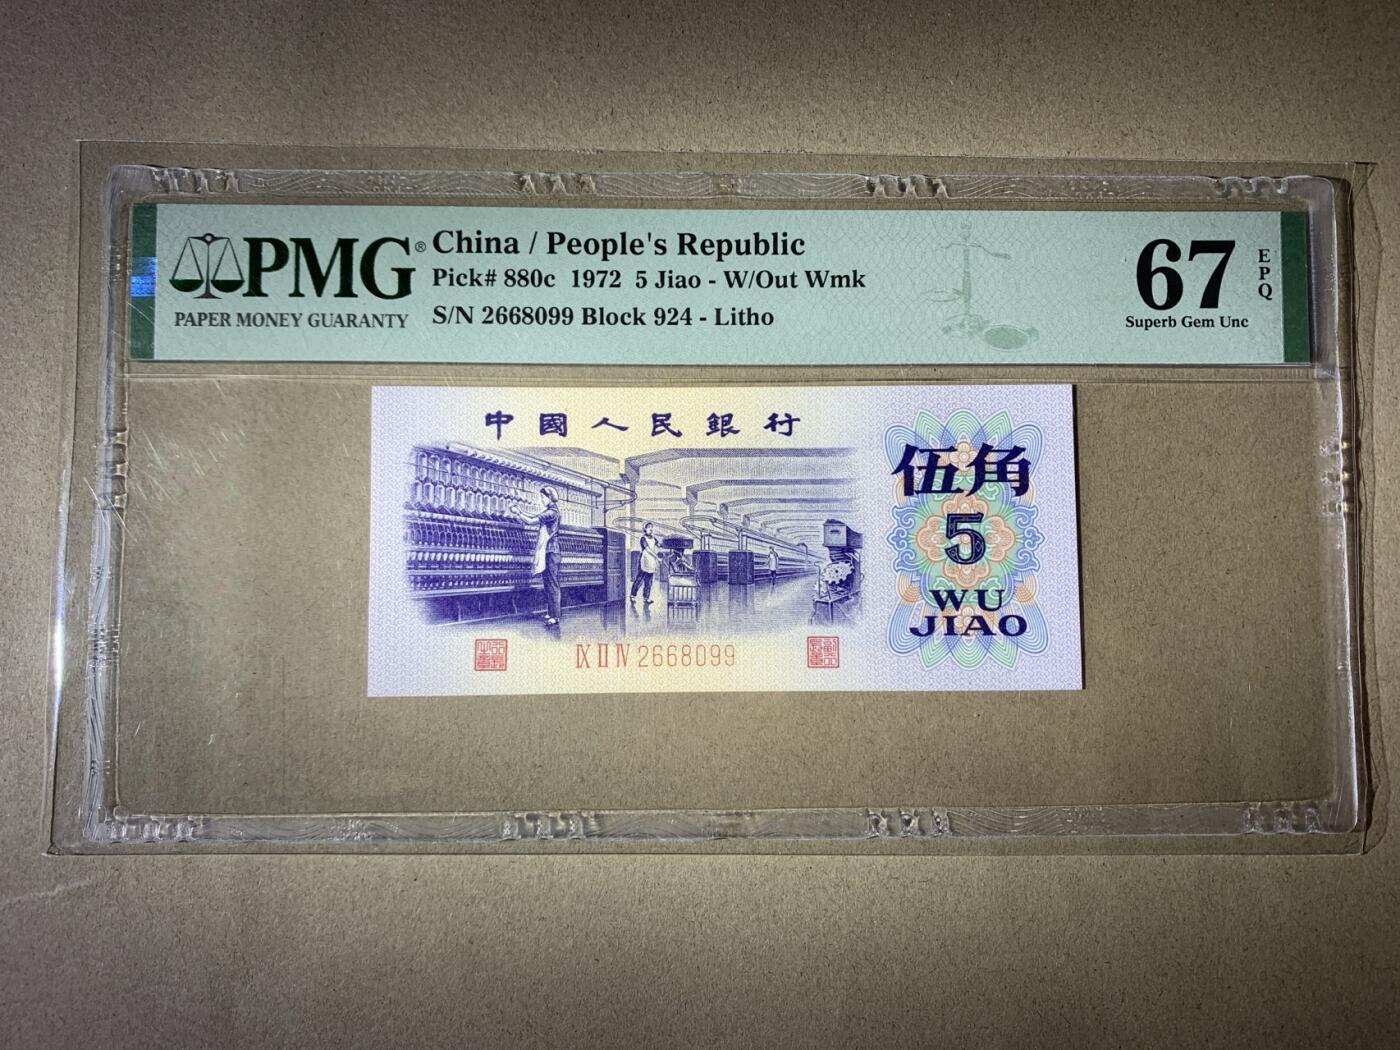 PMG®
PAPER MONEY GUARANTY
China / People's Republic
Pick# 880c 1972 5 Jiao - W/Out Wmk
S/N 2668099 Block 924 - Litho
67
EPQ
Superb Gem Unc
中國人民銀行
伍角
5
WU
JIAO
IX II IV 2668099